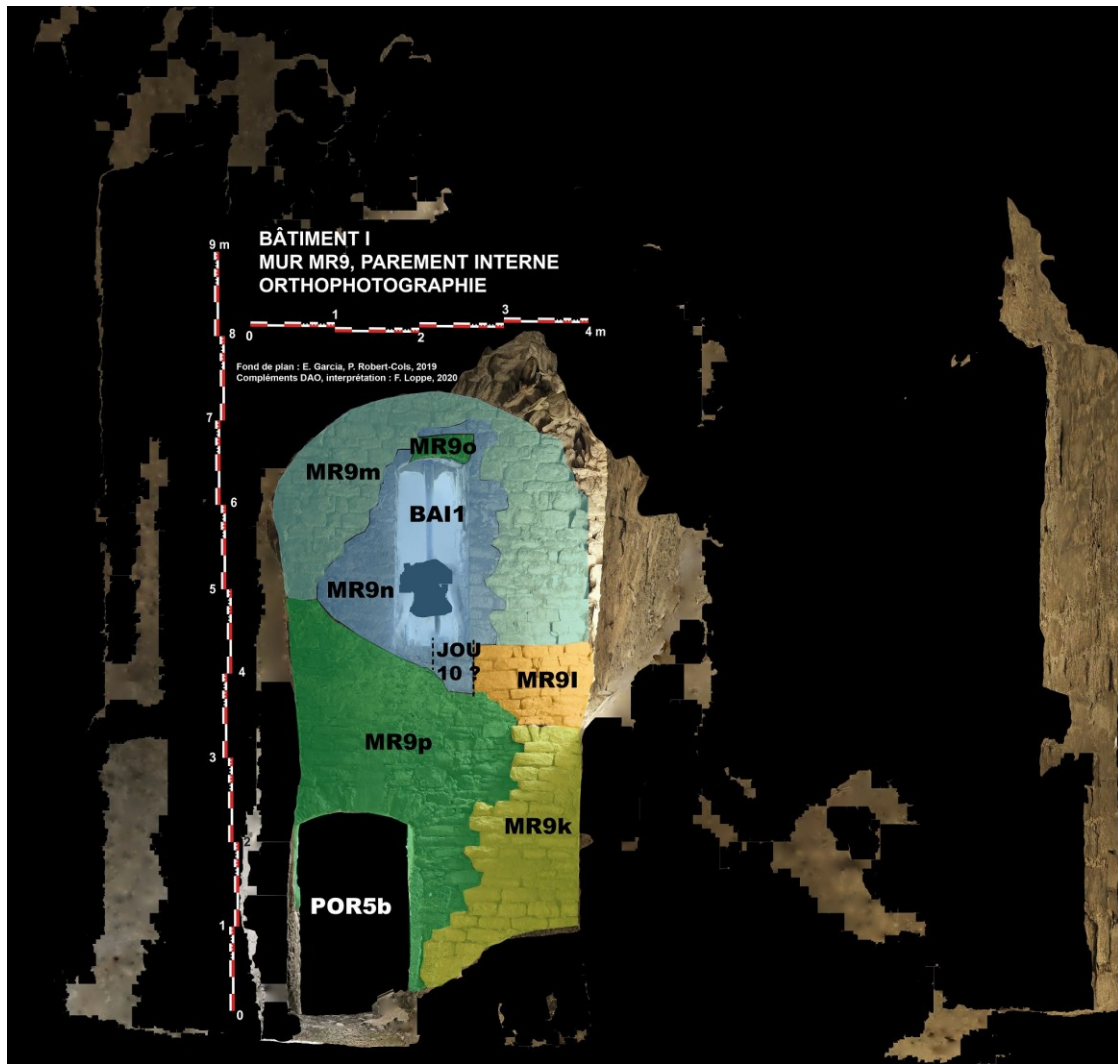 9 m
BÂTIMENT I
MUR MR9, PAREMENT INTERNE
ORTHOPHOTOGRAPHIE
1
3
0
2
4 m
8
Fond de plan : E. Garcia, P. Robert-Cols, 2019
Compléments DAO, interprétation : F. Loppe, 2020
7
MR9o
MR9m
6
BAI1
5
MR9n
JOU
10 ?
4
MR9l
3
MR9p
2
MR9k
POR5b
1
0